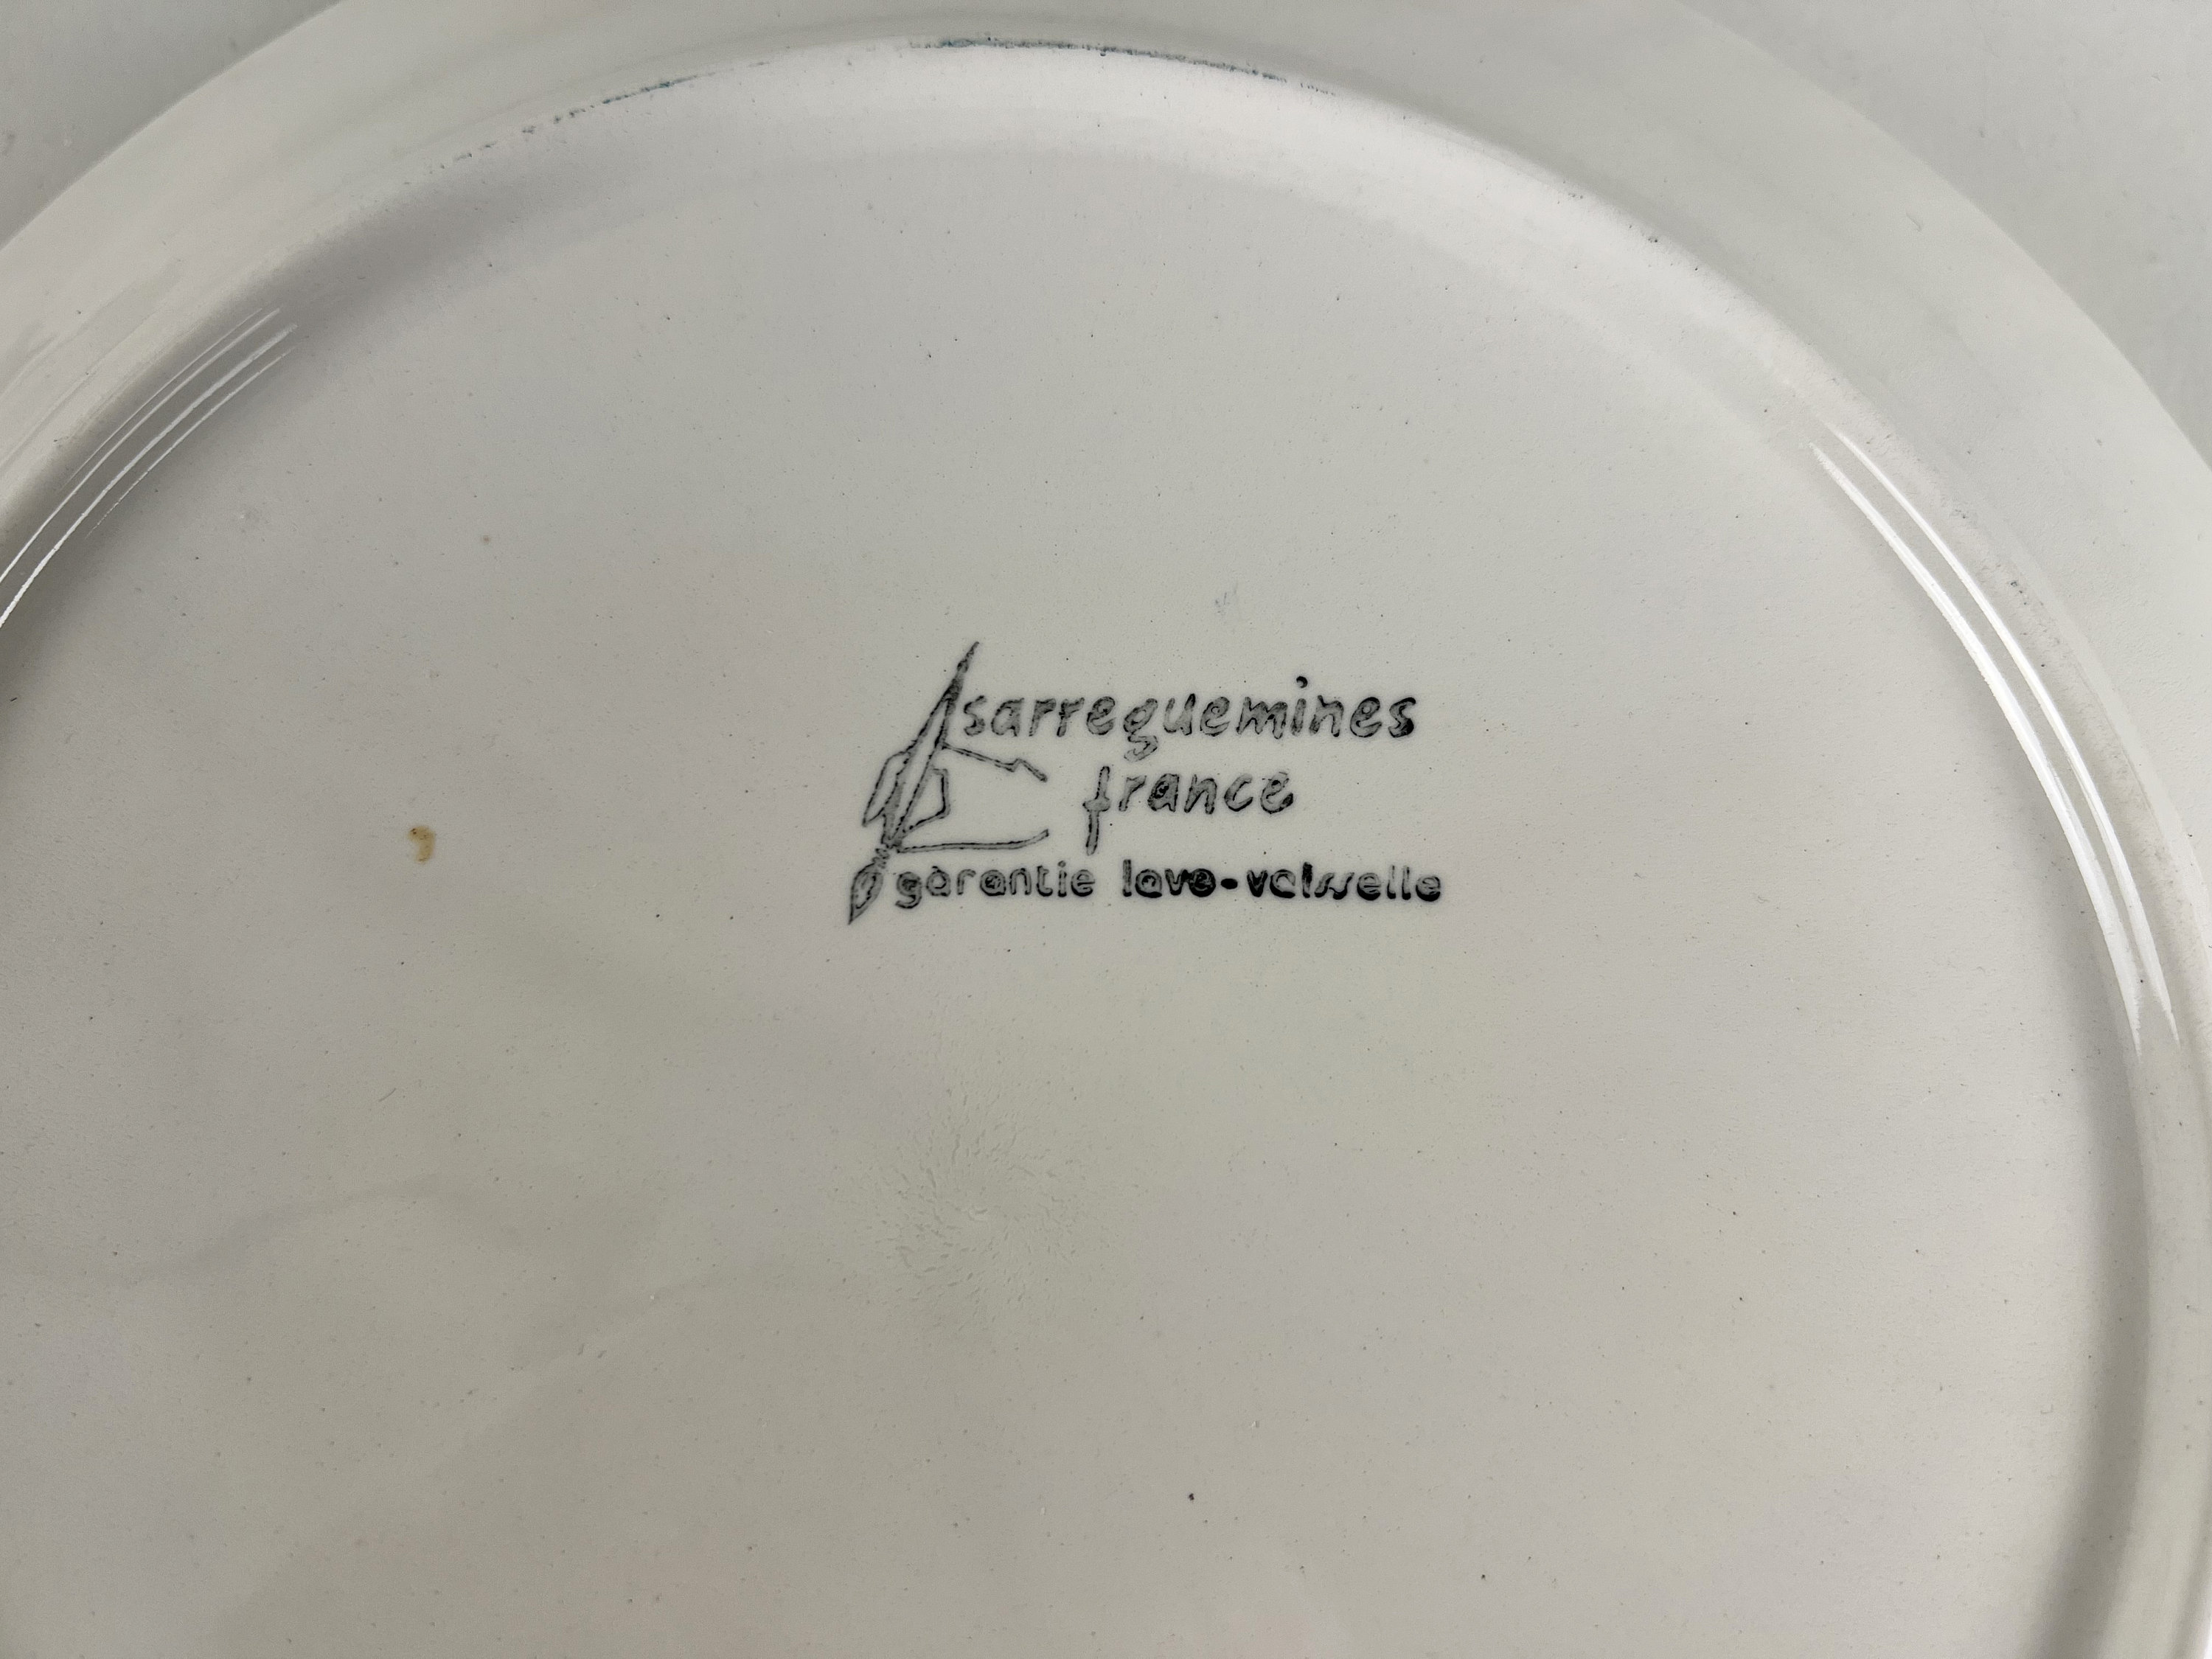 sarreguemines
france
garantie lave-vaisselle